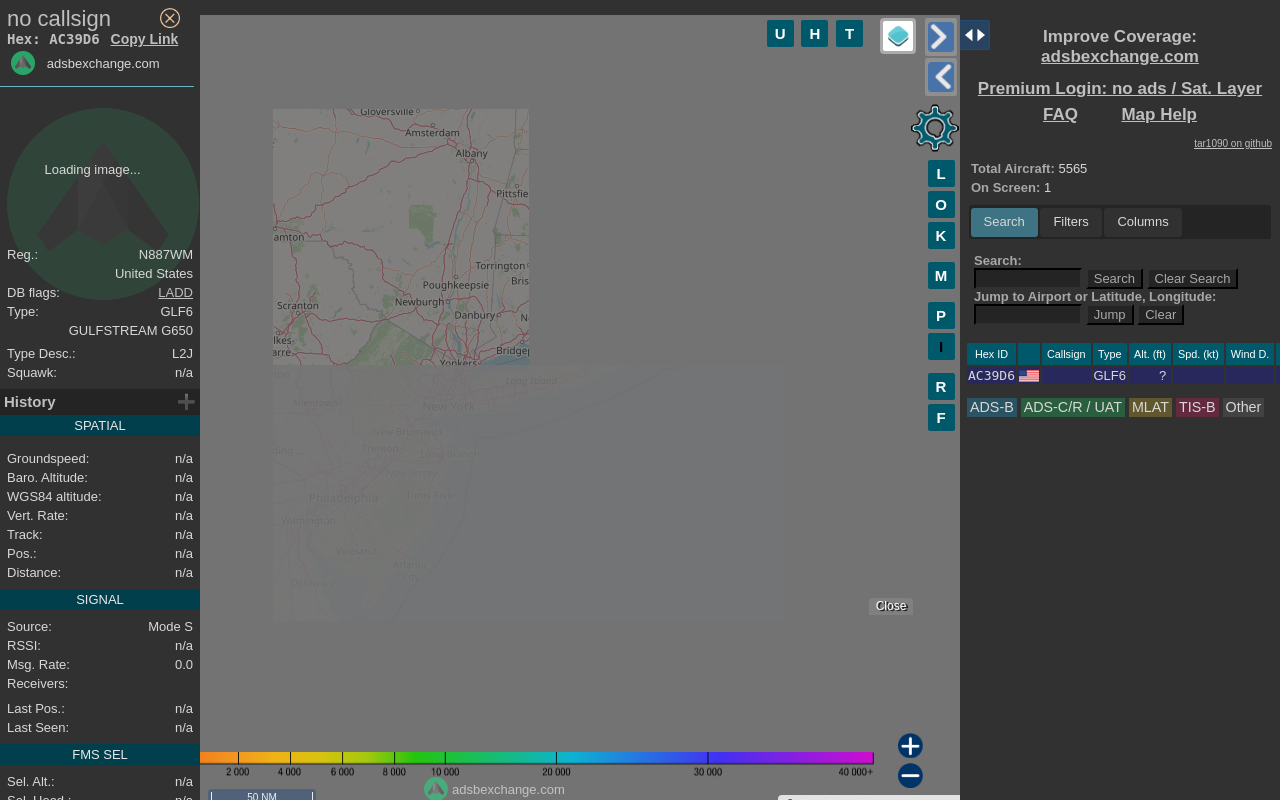 no callsign
Hex: AC39D6 Copy Link
adsbexchange.com
Loading image...
Reg.: N887WM
United States
DB flags: LADD
Type: GLF6
GULFSTREAM G650
Type Desc.: L2J
Squawk: n/a
History
SPATIAL
Groundspeed: n/a
Baro. Altitude: n/a
WGS84 altitude: n/a
Vert. Rate: n/a
Track: n/a
Pos.: n/a
Distance: n/a
SIGNAL
Source: Mode S
RSSI: n/a
Msg. Rate: 0.0
Receivers:
Last Pos.: n/a
Last Seen: n/a
FMS SEL
Sel. Alt.: n/a
Sel. Head.: n/a
U H T
Gloversville
Amsterdam
Albany
Pittsfie
amton
Torrington
Poughkeepsie
Bris
Scranton
Newburgh
Danbury
N
lkes-
arre
Bridgep
Yonkers
Long Island
Allentown
New York
New Brunswick
Trenton
Long Branch
New Jersey
Philadelphia
Toms River
Wilmington
Vineland
Atlantic
City
Delaware
L
O
K
M
P
I
R
F
Close
2 000 4 000 6 000 8 000 10 000 20 000 30 000 40 000+
adsbexchange.com
50 NM
Improve Coverage:
adsbexchange.com
Premium Login: no ads / Sat. Layer
FAQ Map Help
tar1090 on github
Total Aircraft: 5565
On Screen: 1
Search Filters Columns
Search:
Search Clear Search
Jump to Airport or Latitude, Longitude:
Jump Clear
Hex ID Callsign Type Alt. (ft) Spd. (kt) Wind D.
AC39D6 GLF6 ?
ADS-B ADS-C/R / UAT MLAT TIS-B Other